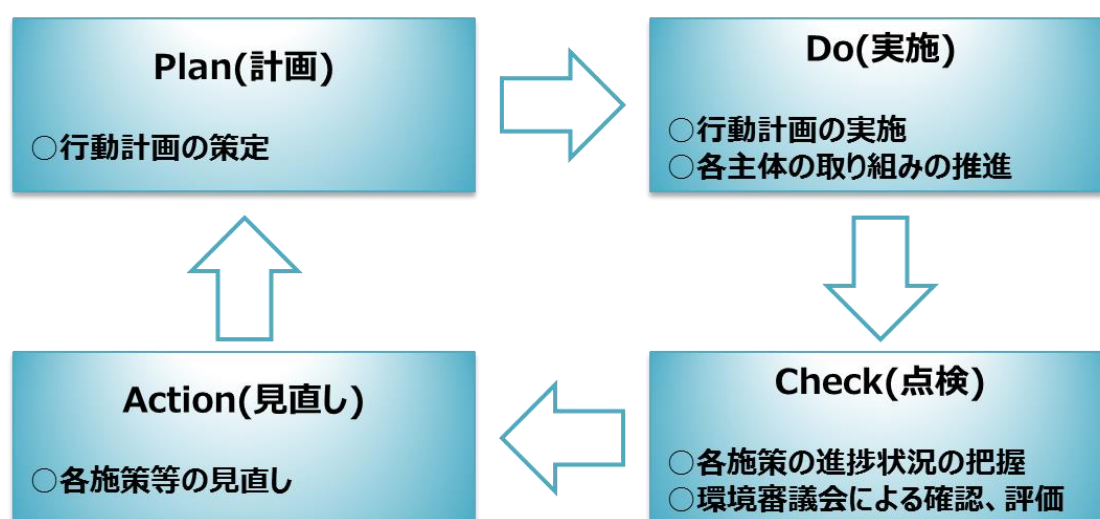 Plan(計画)
○行動計画の策定
Do(実施)
○行動計画の実施
○各主体の取り組みの推進
Check(点検)
○各施策の進捗状況の把握
○環境審議会による確認、評価
Action(見直し)
○各施策等の見直し